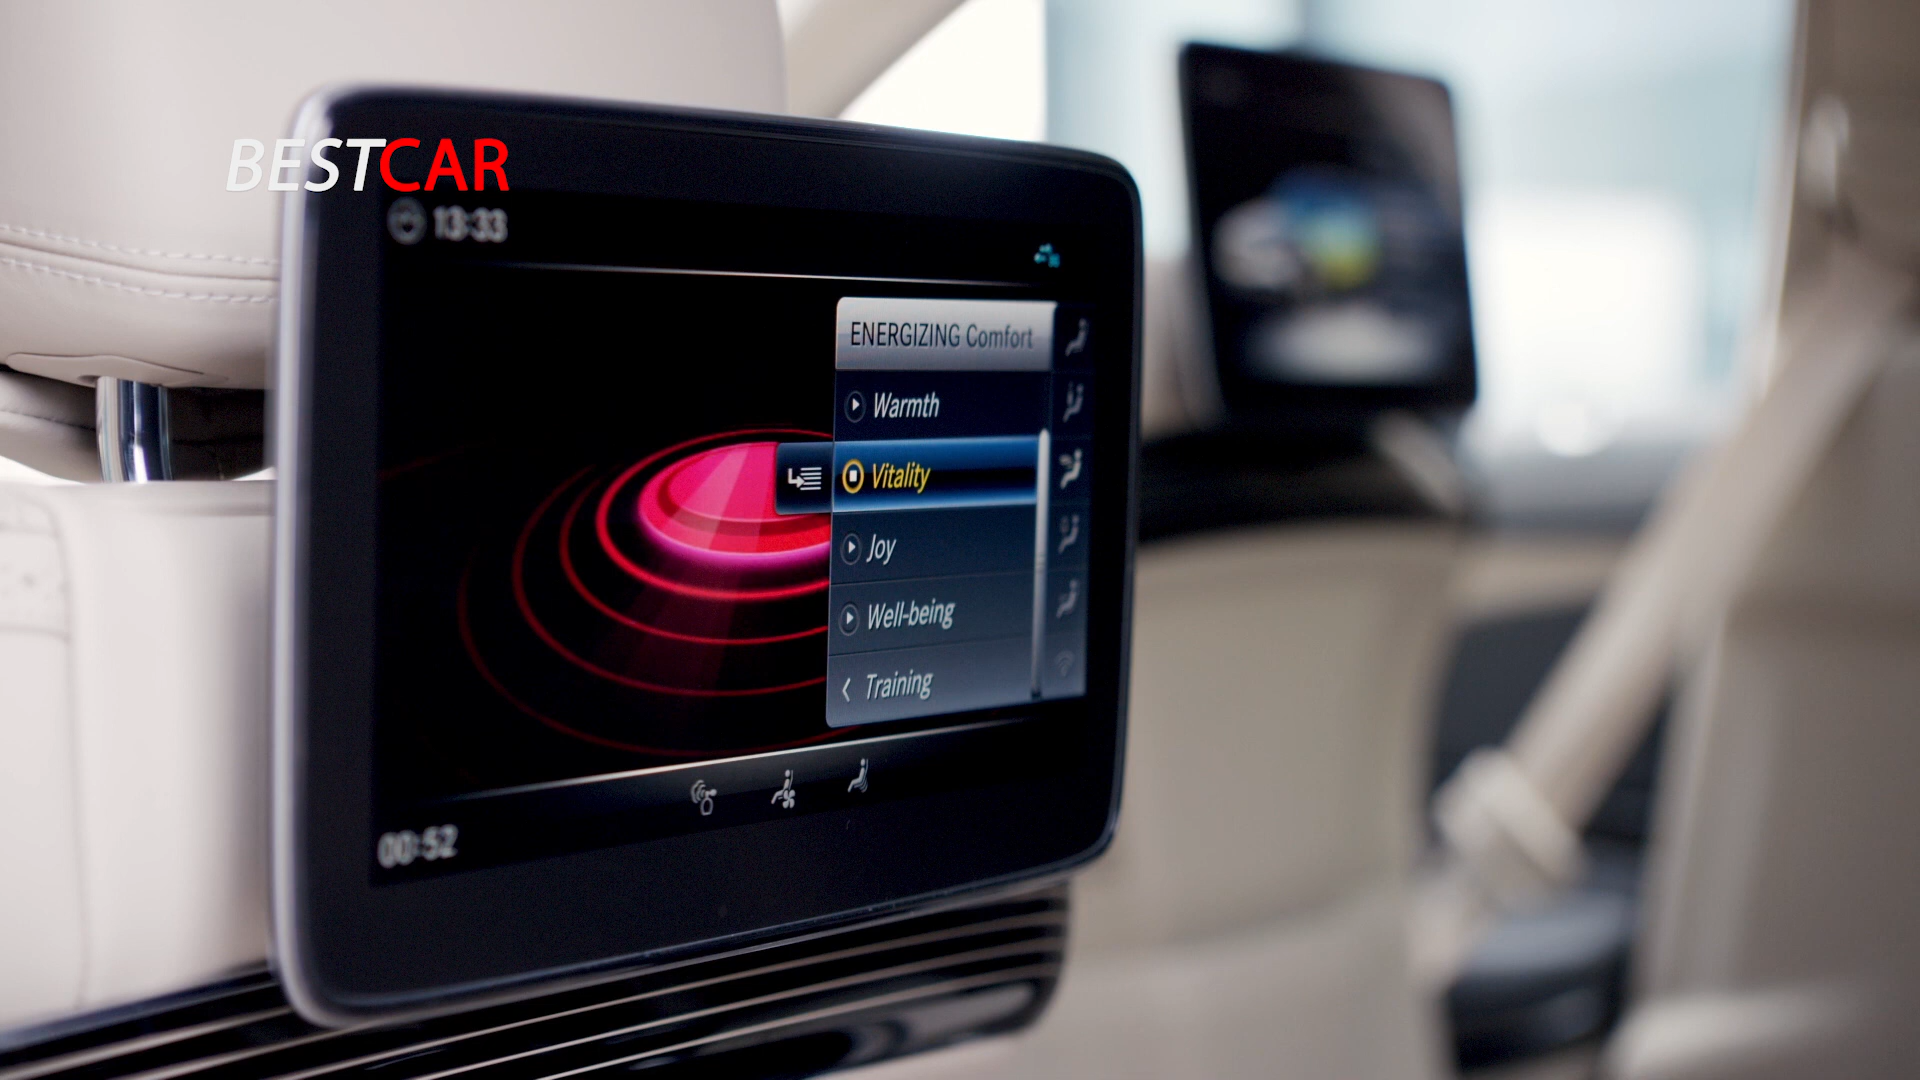 BESTCAR
13:33
ENERGIZING Comfort
Warmth
Vitality
Joy
Well-being
Training
00:52